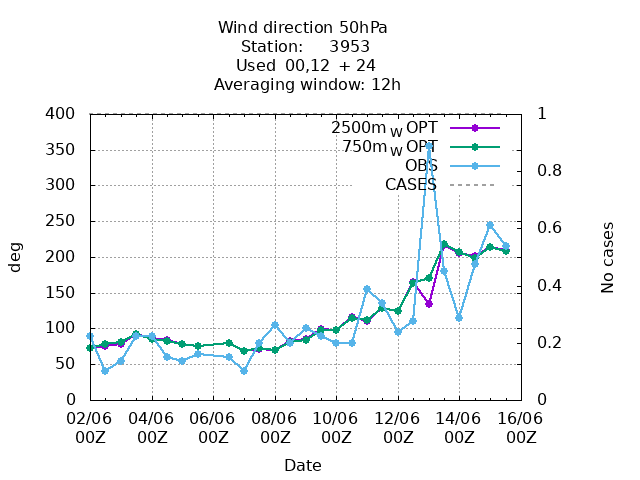 Wind direction 50hPa
Station: 3953
Used 00,12 + 24
Averaging window: 12h
2500m_W OPT
750m_W OPT
OBS
CASES
400
350
300
250
200
150
100
50
0
1
0.8
0.6
0.4
0.2
0
deg
No cases
02/06 04/06 06/06 08/06 10/06 12/06 14/06 16/06
00Z 00Z 00Z 00Z 00Z 00Z 00Z 00Z
Date